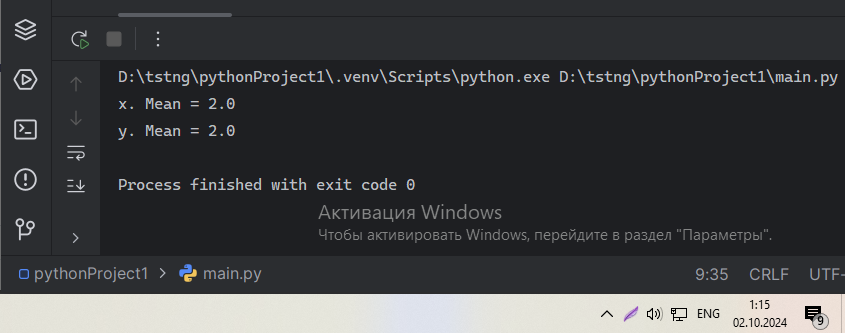 D:\tstng\pythonProject1\.venv\Scripts\python.exe D:\tstng\pythonProject1\main.py
x. Mean = 2.0
y. Mean = 2.0
Process finished with exit code 0
Активация Windows
Чтобы активировать Windows, перейдите в раздел "Параметры".
pythonProject1 > main.py 9:35 CRLF UTF-
ENG 1:15
02.10.2024 9